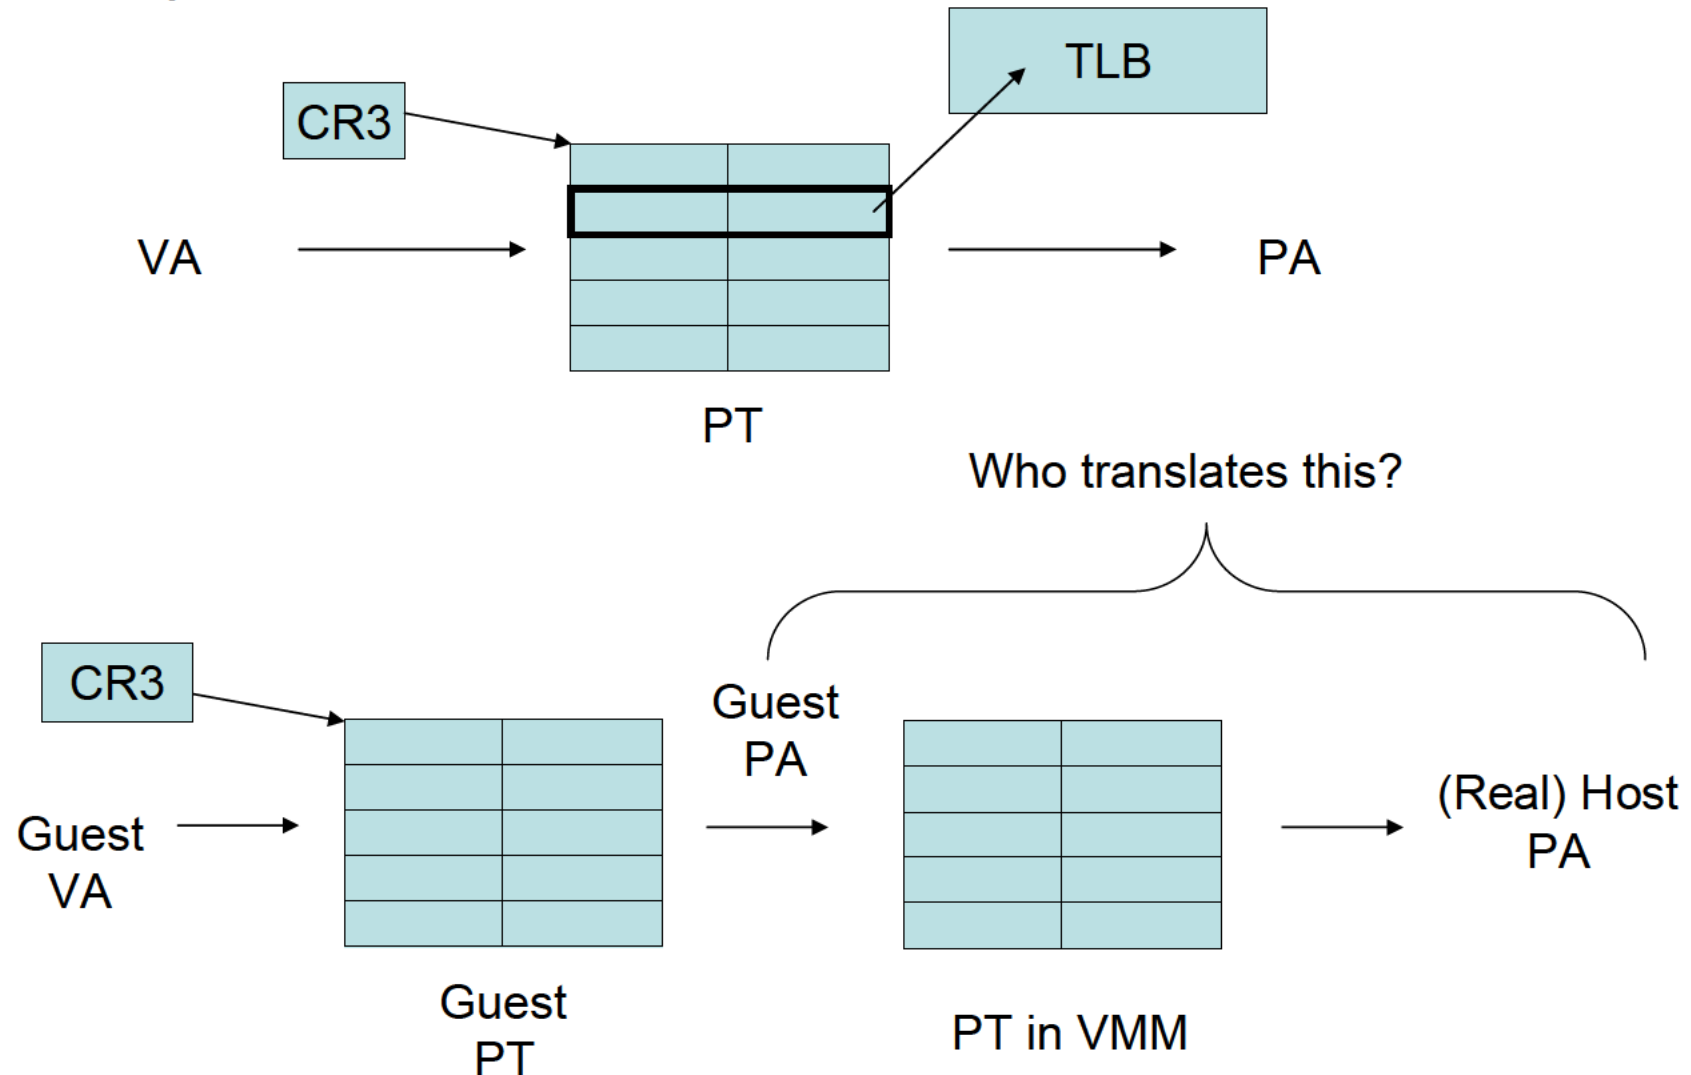 TLB
CR3
VA
PA
PT
Who translates this?
CR3
Guest
PA
(Real) Host
PA
Guest
VA
Guest
PT
PT in VMM